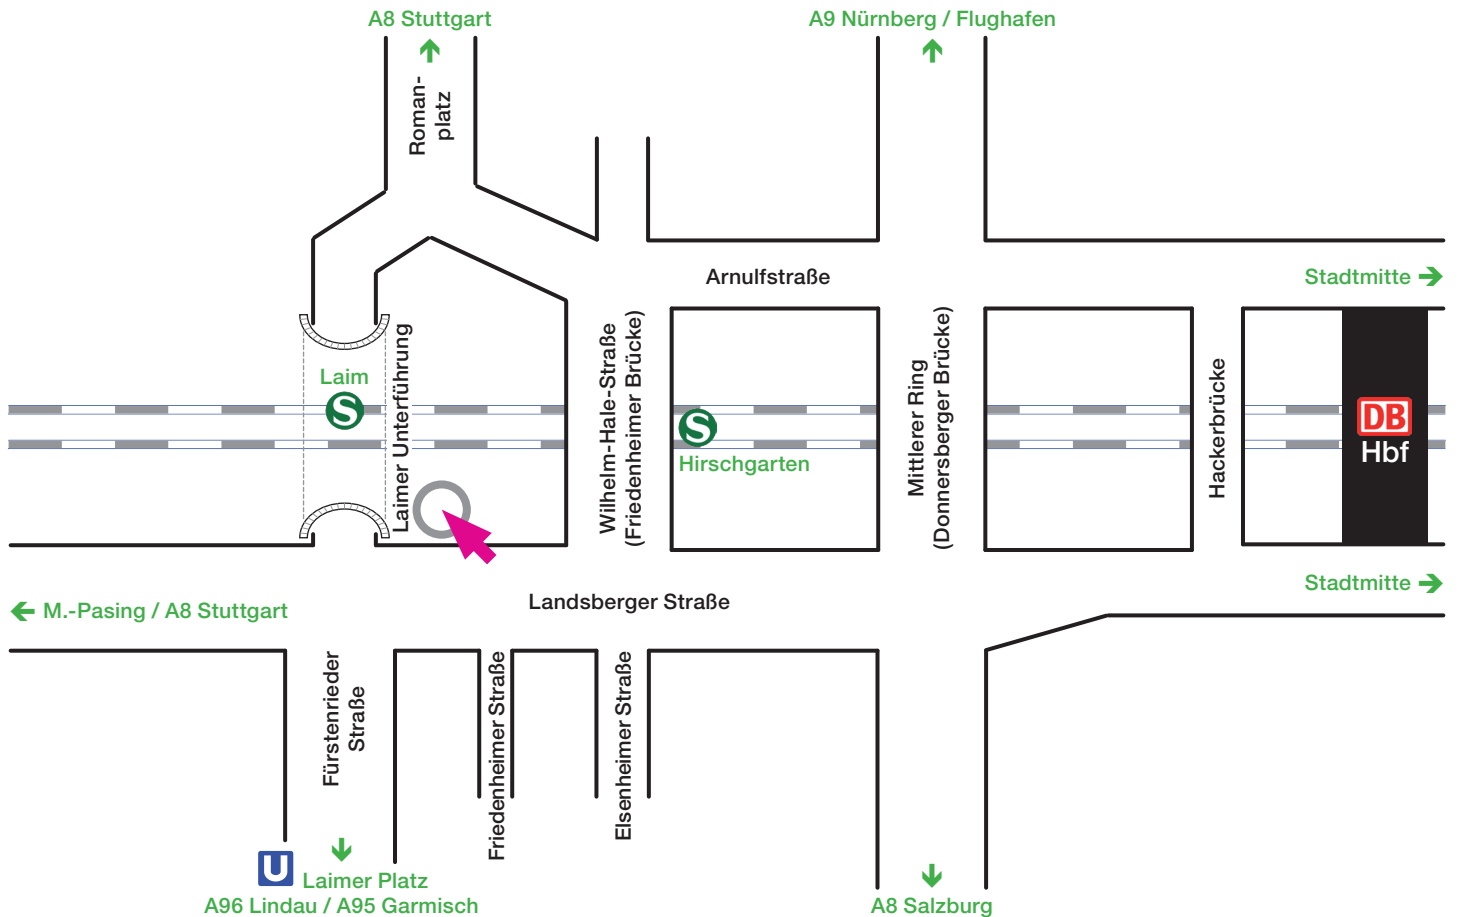 A8 Stuttgart
A9 Nürnberg / Flughafen
Roman-
platz
Arnulfstraße
Stadtmitte
Laimer Unterführung
Laim
S
Wilhelm-Hale-Straße
(Friedenheimer Brücke)
S
Hirschgarten
Mittlerer Ring
(Donnersberger Brücke)
Hackerbrücke
DB
Hbf
Stadtmitte
M.-Pasing / A8 Stuttgart
Landsberger Straße
Fürstenrieder
Straße
Friedenheimer Straße
Elsenheimer Straße
U
Laimer Platz
A96 Lindau / A95 Garmisch
A8 Salzburg